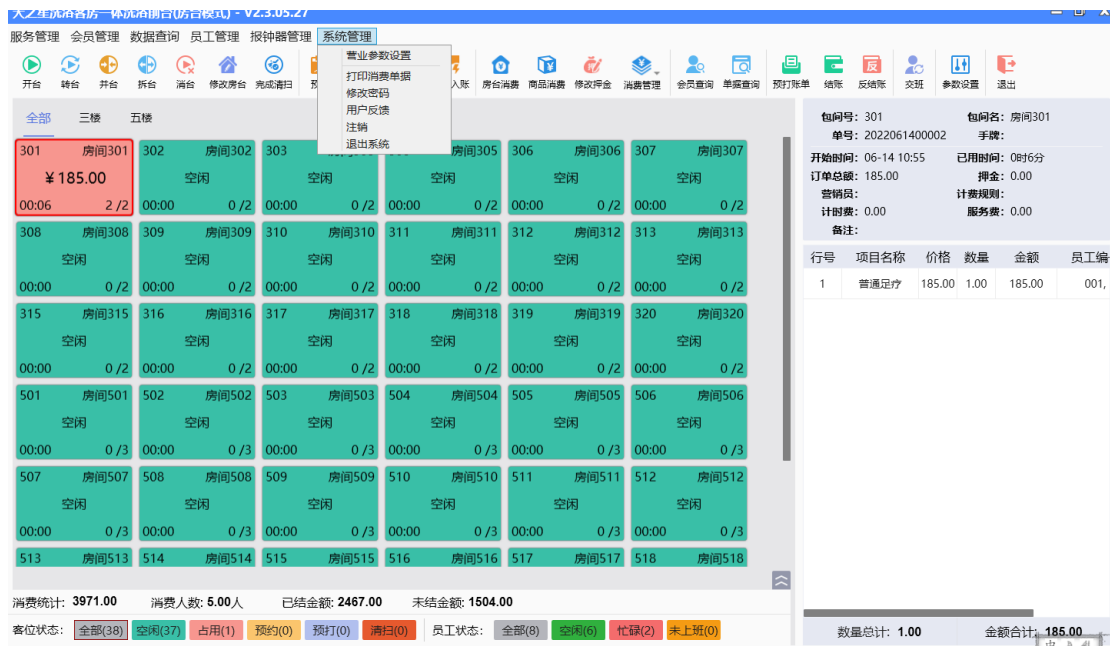 天之星沐浴客房一体沐浴前台(房台模式) - V2.3.05.27
服务管理 会员管理 数据查询 员工管理 报钟器管理 系统管理
营业参数设置
打印消费单据
修改密码
用户反馈
注销
退出系统
开台 转台 并台 拆台 消台 修改房台 完成清扫 入账 房台消费 商品消费 修改押金 消费管理 会员查询 单据查询 预打账单 结账 反结账 交班 参数设置 退出
全部 三楼 五楼
301 房间301 302 房间302 303 房间305 306 房间306 307 房间307
¥185.00 空闲 空闲 空闲 空闲 空闲
00:06 2 /2 00:00 0 /2 00:00 0 /2 00:00 0 /2 00:00 0 /2 00:00 0 /2
308 房间308 309 房间309 310 房间310 311 房间311 312 房间312 313 房间313
空闲 空闲 空闲 空闲 空闲 空闲
00:00 0 /2 00:00 0 /2 00:00 0 /2 00:00 0 /2 00:00 0 /2 00:00 0 /2
315 房间315 316 房间316 317 房间317 318 房间318 319 房间319 320 房间320
空闲 空闲 空闲 空闲 空闲 空闲
00:00 0 /2 00:00 0 /2 00:00 0 /2 00:00 0 /2 00:00 0 /2 00:00 0 /2
501 房间501 502 房间502 503 房间503 504 房间504 505 房间505 506 房间506
空闲 空闲 空闲 空闲 空闲 空闲
00:00 0 /3 00:00 0 /3 00:00 0 /3 00:00 0 /3 00:00 0 /3 00:00 0 /3
507 房间507 508 房间508 509 房间509 510 房间510 511 房间511 512 房间512
空闲 空闲 空闲 空闲 空闲 空闲
00:00 0 /3 00:00 0 /3 00:00 0 /3 00:00 0 /3 00:00 0 /3 00:00 0 /3
513 房间513 514 房间514 515 房间515 516 房间516 517 房间517 518 房间518
消费统计: 3971.00 消费人数: 5.00人 已结金额: 2467.00 未结金额: 1504.00
客位状态: 全部(38) 空闲(37) 占用(1) 预约(0) 预打(0) 清扫(0) 员工状态: 全部(8) 空闲(6) 忙碌(2) 未上班(0)
包间号: 301 包间名: 房间301
单号: 2022061400002 手牌:
开始时间: 06-14 10:55 已用时间: 0时6分
订单总额: 185.00 押金: 0.00
营销员: 计费规则:
计时费: 0.00 服务费: 0.00
备注:
行号 项目名称 价格 数量 金额 员工编
1 普通足疗 185.00 1.00 185.00 001,
数量总计: 1.00 金额合计: 185.00